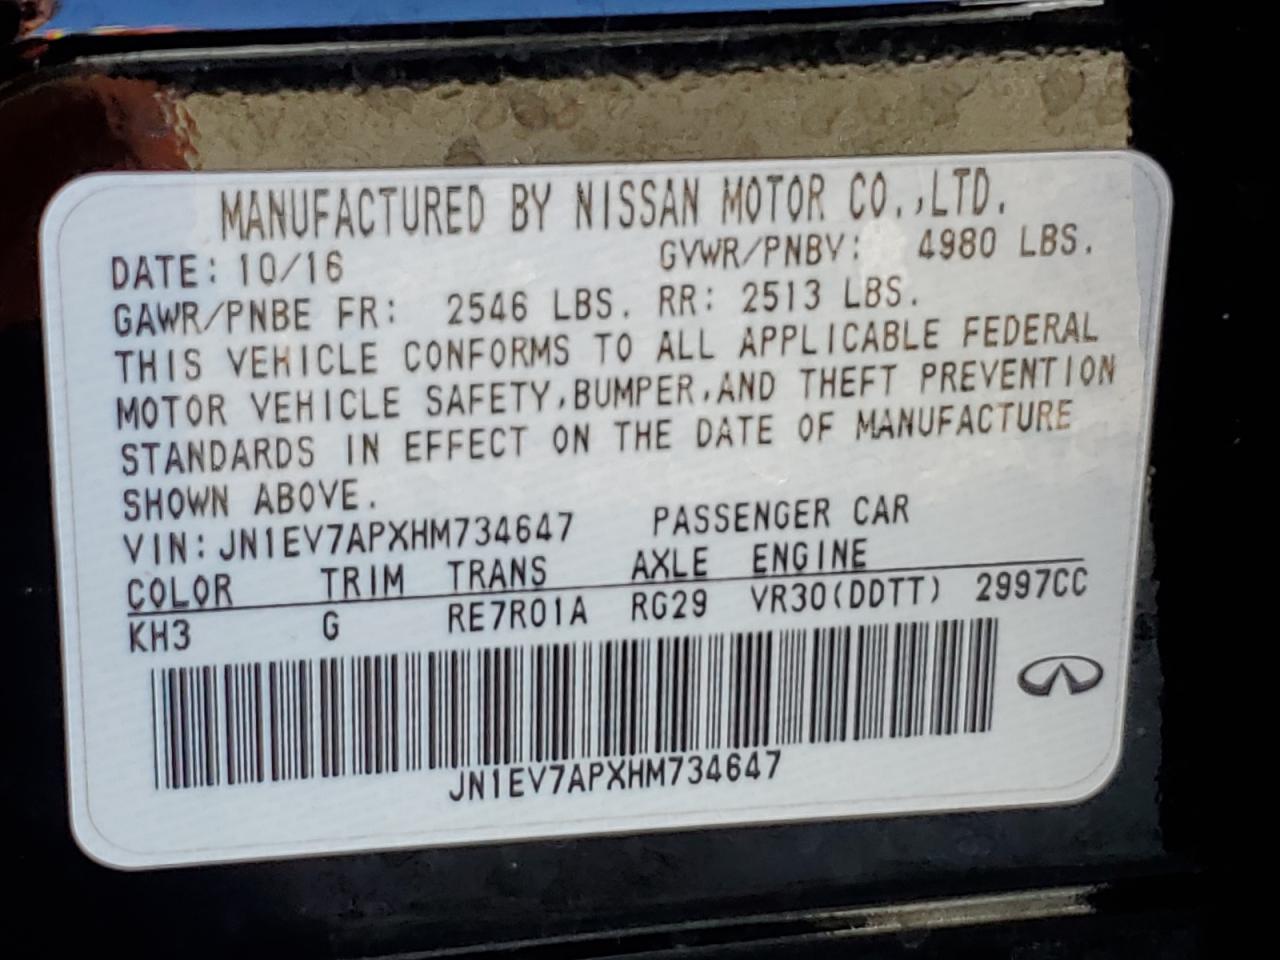 MANUFACTURED BY NISSAN MOTOR CO.,LTD.
DATE: 10/16 GVWR/PNBV: 4980 LBS.
GAWR/PNBE FR: 2546 LBS. RR: 2513 LBS.
THIS VEHICLE CONFORMS TO ALL APPLICABLE FEDERAL
MOTOR VEHICLE SAFETY,BUMPER,AND THEFT PREVENTION
STANDARDS IN EFFECT ON THE DATE OF MANUFACTURE
SHOWN ABOVE.
VIN: JN1EV7APXHM734647 PASSENGER CAR
COLOR TRIM TRANS AXLE ENGINE
KH3 G RE7R01A RG29 VR30(DDTT) 2997CC
JN1EV7APXHM734647